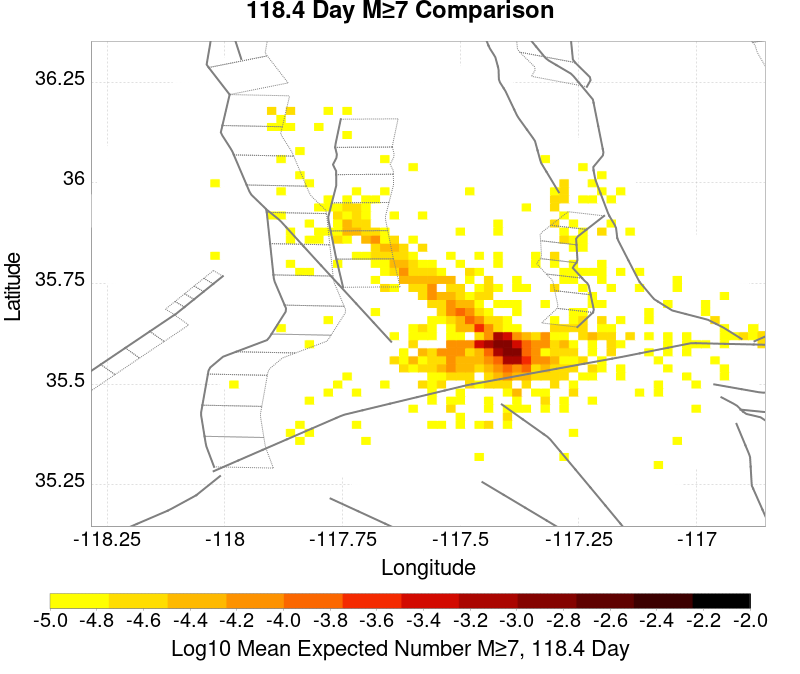 118.4 Day M≥7 Comparison
36.25
36
35.75
35.5
35.25
Latitude
-118.25 -118 -117.75 -117.5 -117.25 -117
Longitude
-5.0 -4.8 -4.6 -4.4 -4.2 -4.0 -3.8 -3.6 -3.4 -3.2 -3.0 -2.8 -2.6 -2.4 -2.2 -2.0
Log10 Mean Expected Number M≥7, 118.4 Day